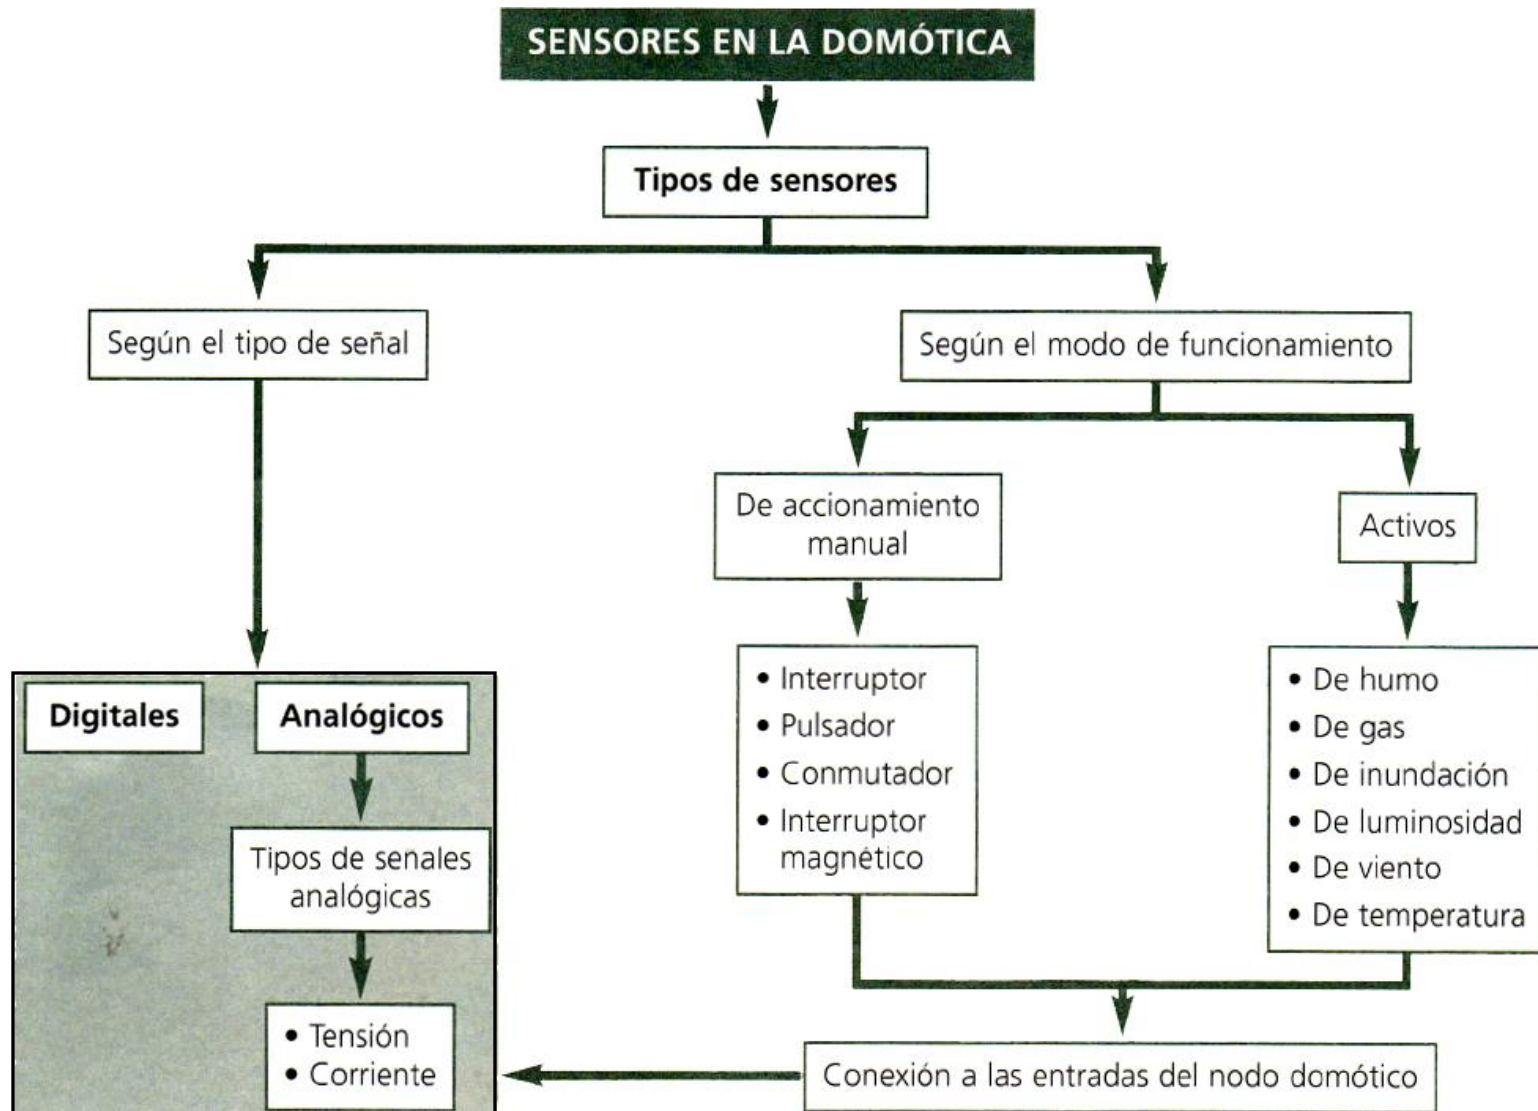 SENSORES EN LA DOMÓTICA
Tipos de sensores
Según el tipo de señal
Según el modo de funcionamiento
De accionamiento
manual
Activos
Digitales
Analógicos
Tipos de señales
analógicas
• Tensión
• Corriente
• Interruptor
• Pulsador
• Conmutador
• Interruptor
magnético
• De humo
• De gas
• De inundación
• De luminosidad
• De viento
• De temperatura
Conexión a las entradas del nodo domótico